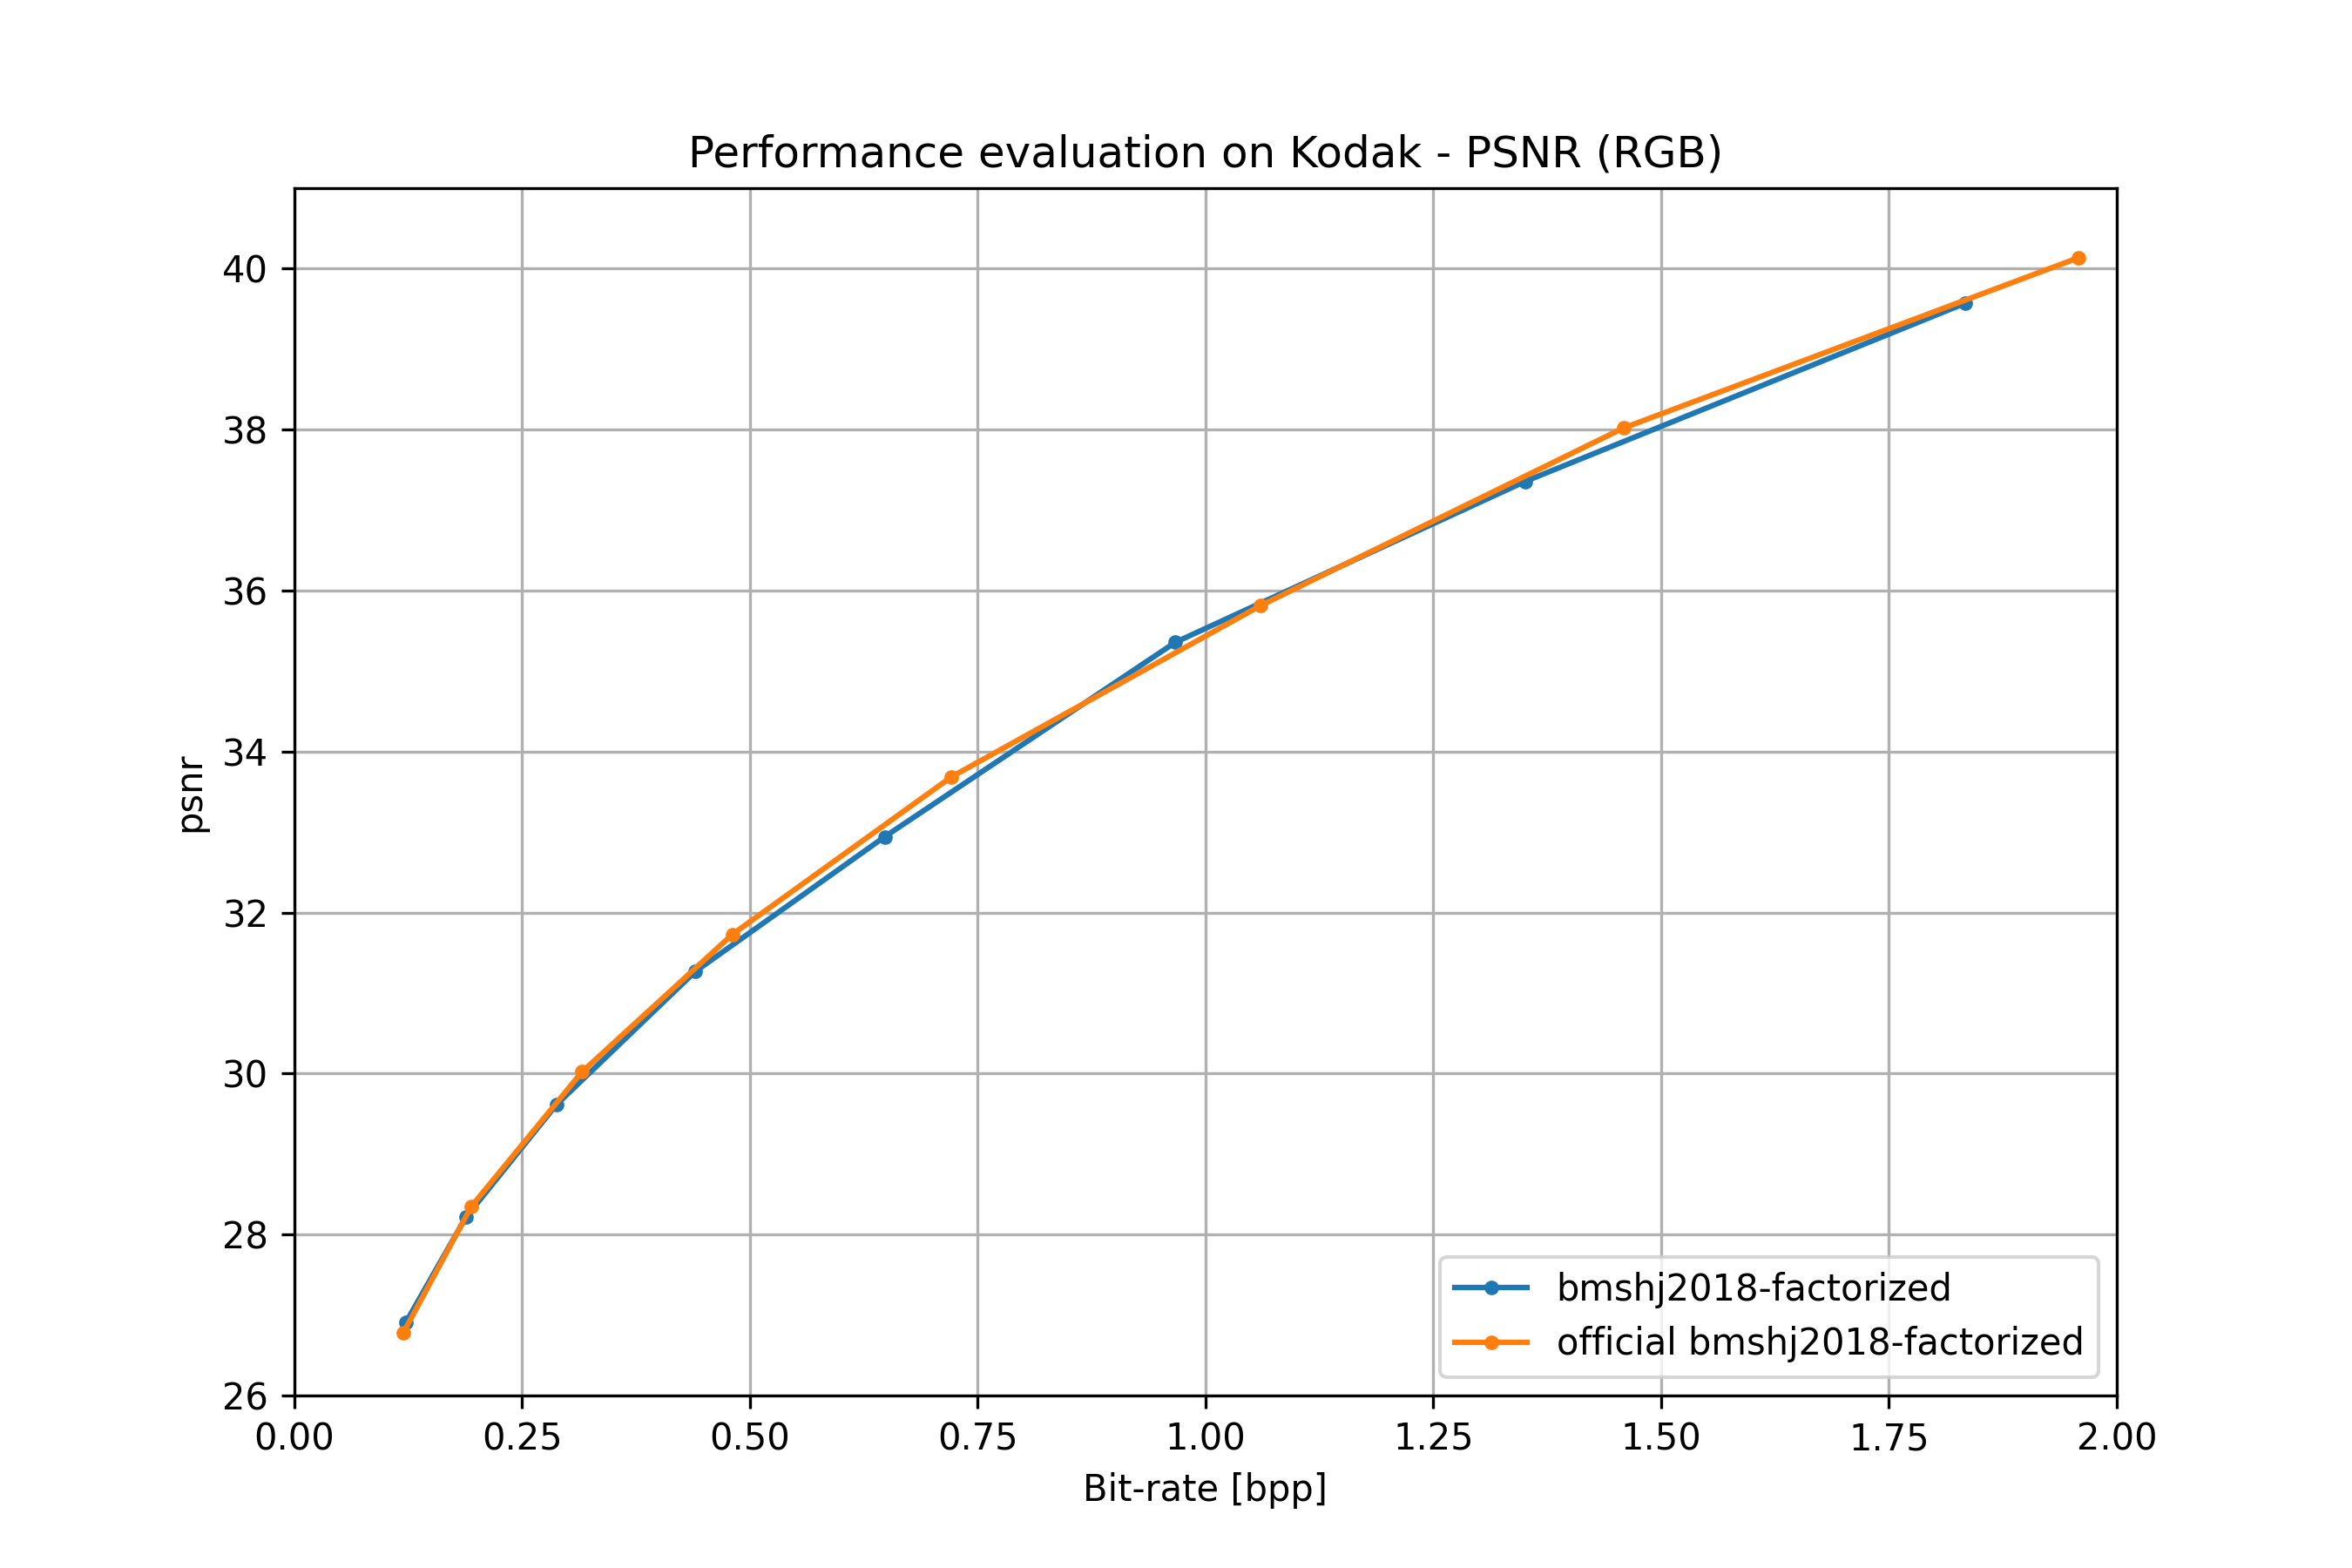 Performance evaluation on Kodak - PSNR (RGB)
psnr
40
38
36
34
32
30
28
26
0.00 0.25 0.50 0.75 1.00 1.25 1.50 1.75 2.00
Bit-rate [bpp]
bmshj2018-factorized
official bmshj2018-factorized